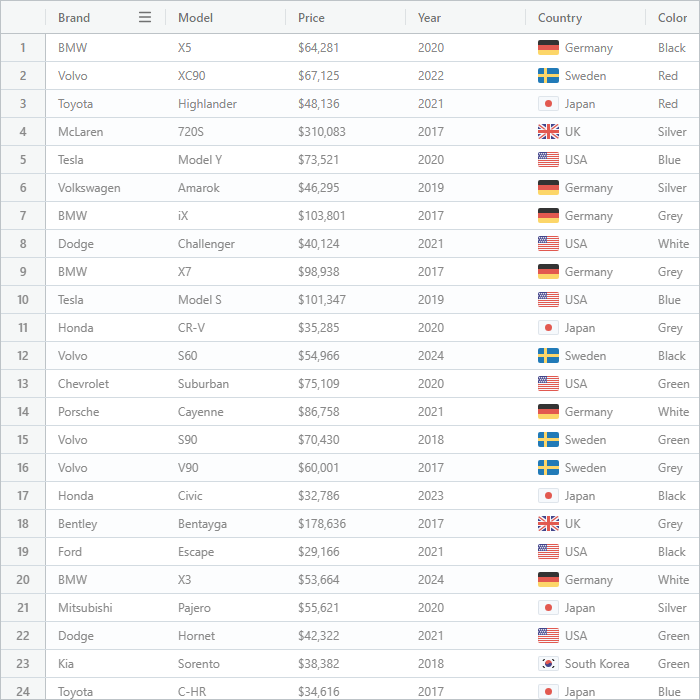 Brand Model Price Year Country Color
1 BMW X5 $64,281 2020 Germany Black
2 Volvo XC90 $67,125 2022 Sweden Red
3 Toyota Highlander $48,136 2021 Japan Red
4 McLaren 720S $310,083 2017 UK Silver
5 Tesla Model Y $73,521 2020 USA Blue
6 Volkswagen Amarok $46,295 2019 Germany Silver
7 BMW iX $103,801 2017 Germany Grey
8 Dodge Challenger $40,124 2021 USA White
9 BMW X7 $98,938 2017 Germany Grey
10 Tesla Model S $101,347 2019 USA Blue
11 Honda CR-V $35,285 2020 Japan Grey
12 Volvo S60 $54,966 2024 Sweden Black
13 Chevrolet Suburban $75,109 2020 USA Green
14 Porsche Cayenne $86,758 2021 Germany White
15 Volvo S90 $70,430 2018 Sweden Green
16 Volvo V90 $60,001 2017 Sweden Grey
17 Honda Civic $32,786 2023 Japan Black
18 Bentley Bentayga $178,636 2017 UK Grey
19 Ford Escape $29,166 2021 USA Black
20 BMW X3 $53,664 2024 Germany White
21 Mitsubishi Pajero $55,621 2020 Japan Silver
22 Dodge Hornet $42,322 2021 USA Green
23 Kia Sorento $38,382 2018 South Korea Green
24 Toyota C-HR $34,616 2017 Japan Blue